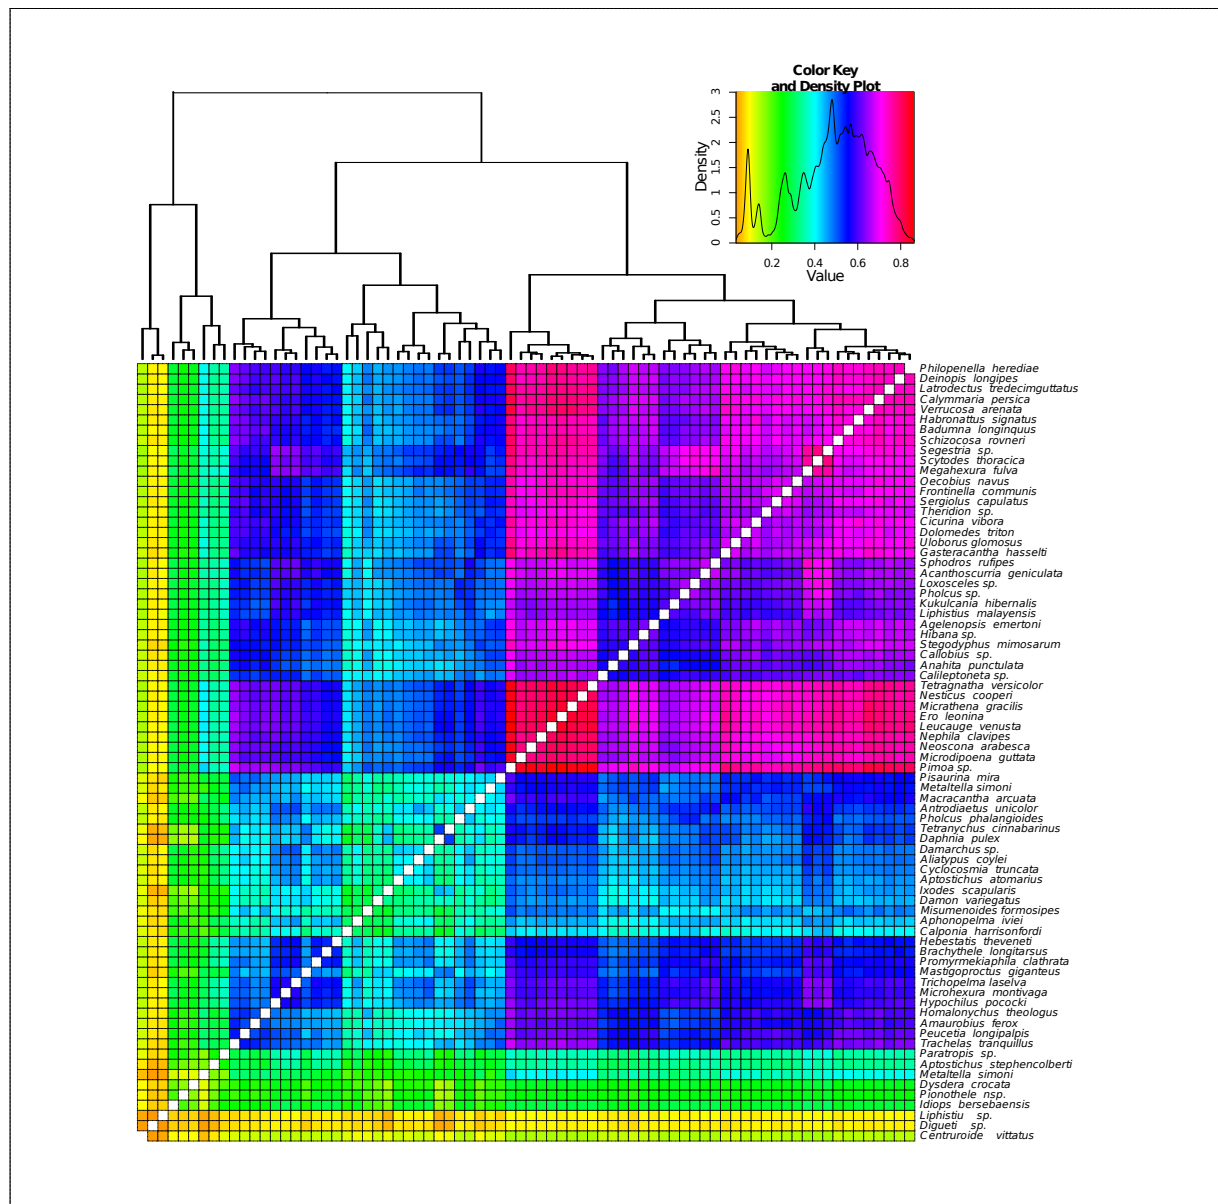 Color Key
and Density Plot
3
2.5
2
1.5
1
0.5
0
Density
0.2 0.4 0.6 0.8
Value
Philopenella herediae
Deinopis longipes
Latrodectus tredecimguttatus
Calymmaria persica
Verrucosa arenata
Habronattus signatus
Badumna longinquus
Schizocosa rovneri
Segestria sp.
Scytodes thoracica
Megahexura fulva
Oecobius navus
Frontinella communis
Sergiolus capulatus
Theridion sp.
Cicurina vibora
Dolomedes triton
Uloborus glomosus
Gasteracantha hasselti
Sphodros rufipes
Acanthoscurria geniculata
Loxosceles sp.
Pholcus sp.
Kukulcania hibernalis
Liphistius malayensis
Agelenopsis emertoni
Hibana sp.
Stegodyphus mimosarum
Callobius sp.
Anahita punctulata
Calileptoneta sp.
Tetragnatha versicolor
Nesticus cooperi
Micrathena gracilis
Ero leonina
Leucauge venusta
Nephila clavipes
Neoscona arabesca
Microdipoena guttata
Pimoa sp.
Pisaurina mira
Metaltella simoni
Macracantha arcuata
Antrodiaetus unicolor
Pholcus phalangioides
Tetranychus cinnabarinus
Daphnia pulex
Damarchus sp.
Aliatypus coylei
Cyclocosmia truncata
Aptostichus atomarius
Ixodes scapularis
Damon variegatus
Misumenoides formosipes
Aphonopelma iviei
Calponia harrisonfordi
Hebestatis theveneti
Brachythele longitarsus
Promyrmekiaphila clathrata
Mastigoproctus giganteus
Trichopelma laselva
Microhexura montivaga
Hypochilus pococki
Homalonychus theologus
Amaurobius ferox
Peucetia longipalpis
Trachelas tranquillus
Paratropis sp.
Aptostichus stephencolberti
Metaltella simoni
Dysdera crocata
Pionothele nsp.
Idiops bersebaensis
Liphistiu sp.
Digueti sp.
Centruroide vittatus